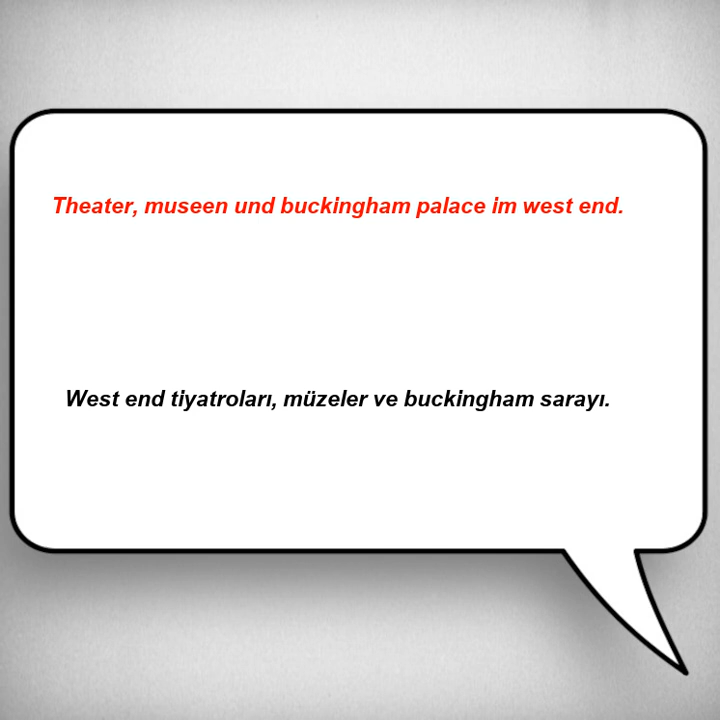 Theater, museen und buckingham palace im west end.
West end tiyatroları, müzeler ve buckingham sarayı.